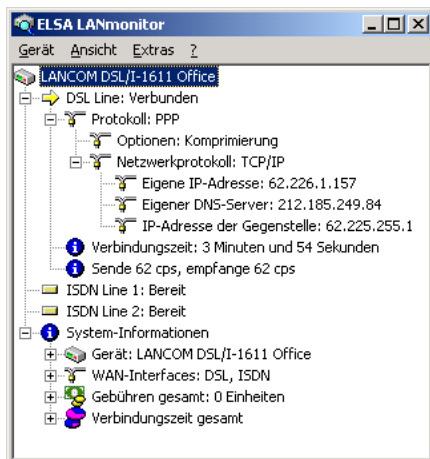 ELSA LANmonitor
Gerät Ansicht Extras ?
LANCOM DSL/I-1611 Office
DSL Line: Verbunden
Protokoll: PPP
Optionen: Komprimierung
Netzwerkprotokoll: TCP/IP
Eigene IP-Adresse: 62.226.1.157
Eigener DNS-Server: 212.185.249.84
IP-Adresse der Gegenstelle: 62.225.255.1
Verbindungszeit: 3 Minuten und 54 Sekunden
Sende 62 cps, empfange 62 cps
ISDN Line 1: Bereit
ISDN Line 2: Bereit
System-Informationen
Gerät: LANCOM DSL/I-1611 Office
WAN-Interfaces: DSL, ISDN
Gebühren gesamt: 0 Einheiten
Verbindungszeit gesamt